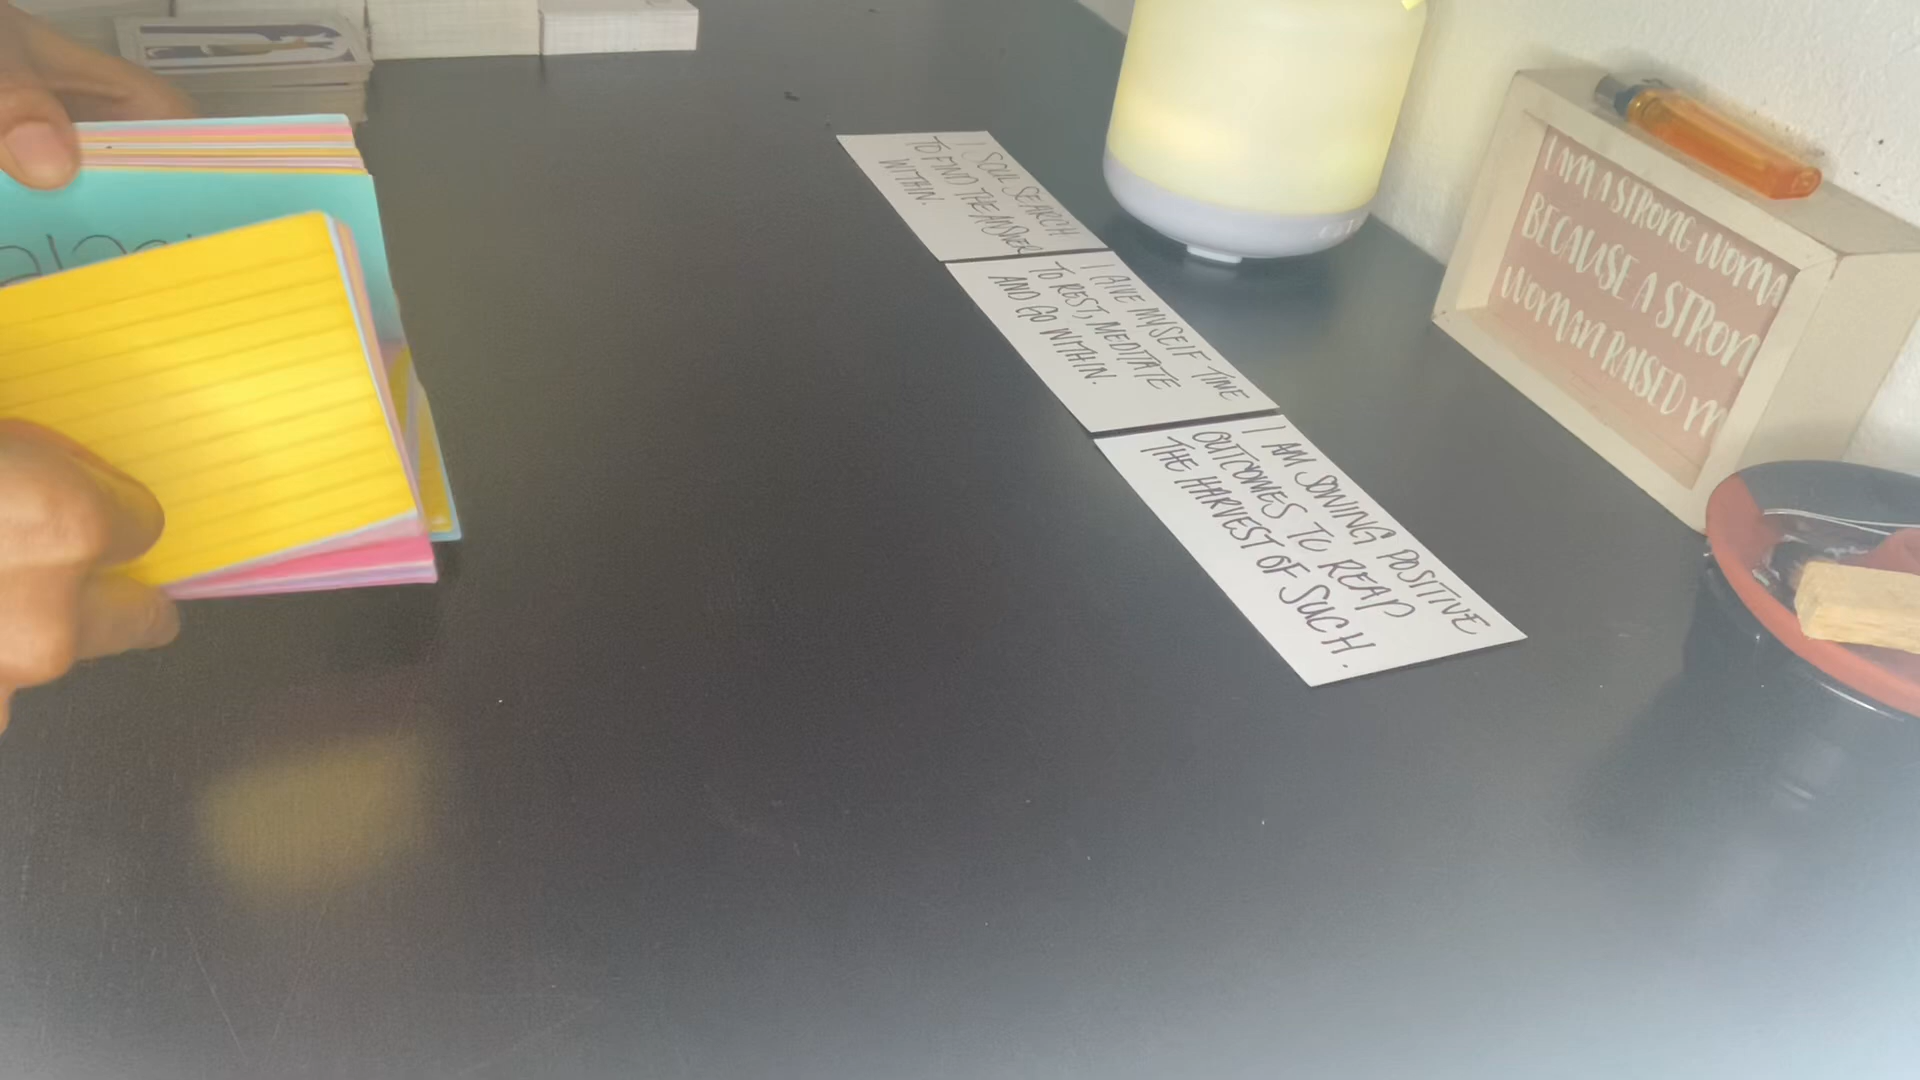 I SOUL SEARCH
TO FIND THE ANSWER
WITHIN.
I GIVE MYSELF TIME
TO REST, MEDITATE
AND GO WITHIN.
I AM SOWING POSITIVE
OUTCOMES TO REAP
THE HARVEST OF SUCH.
I AM A STRONG WOMA
BECAUSE A STRON
WOMAN RAISED M